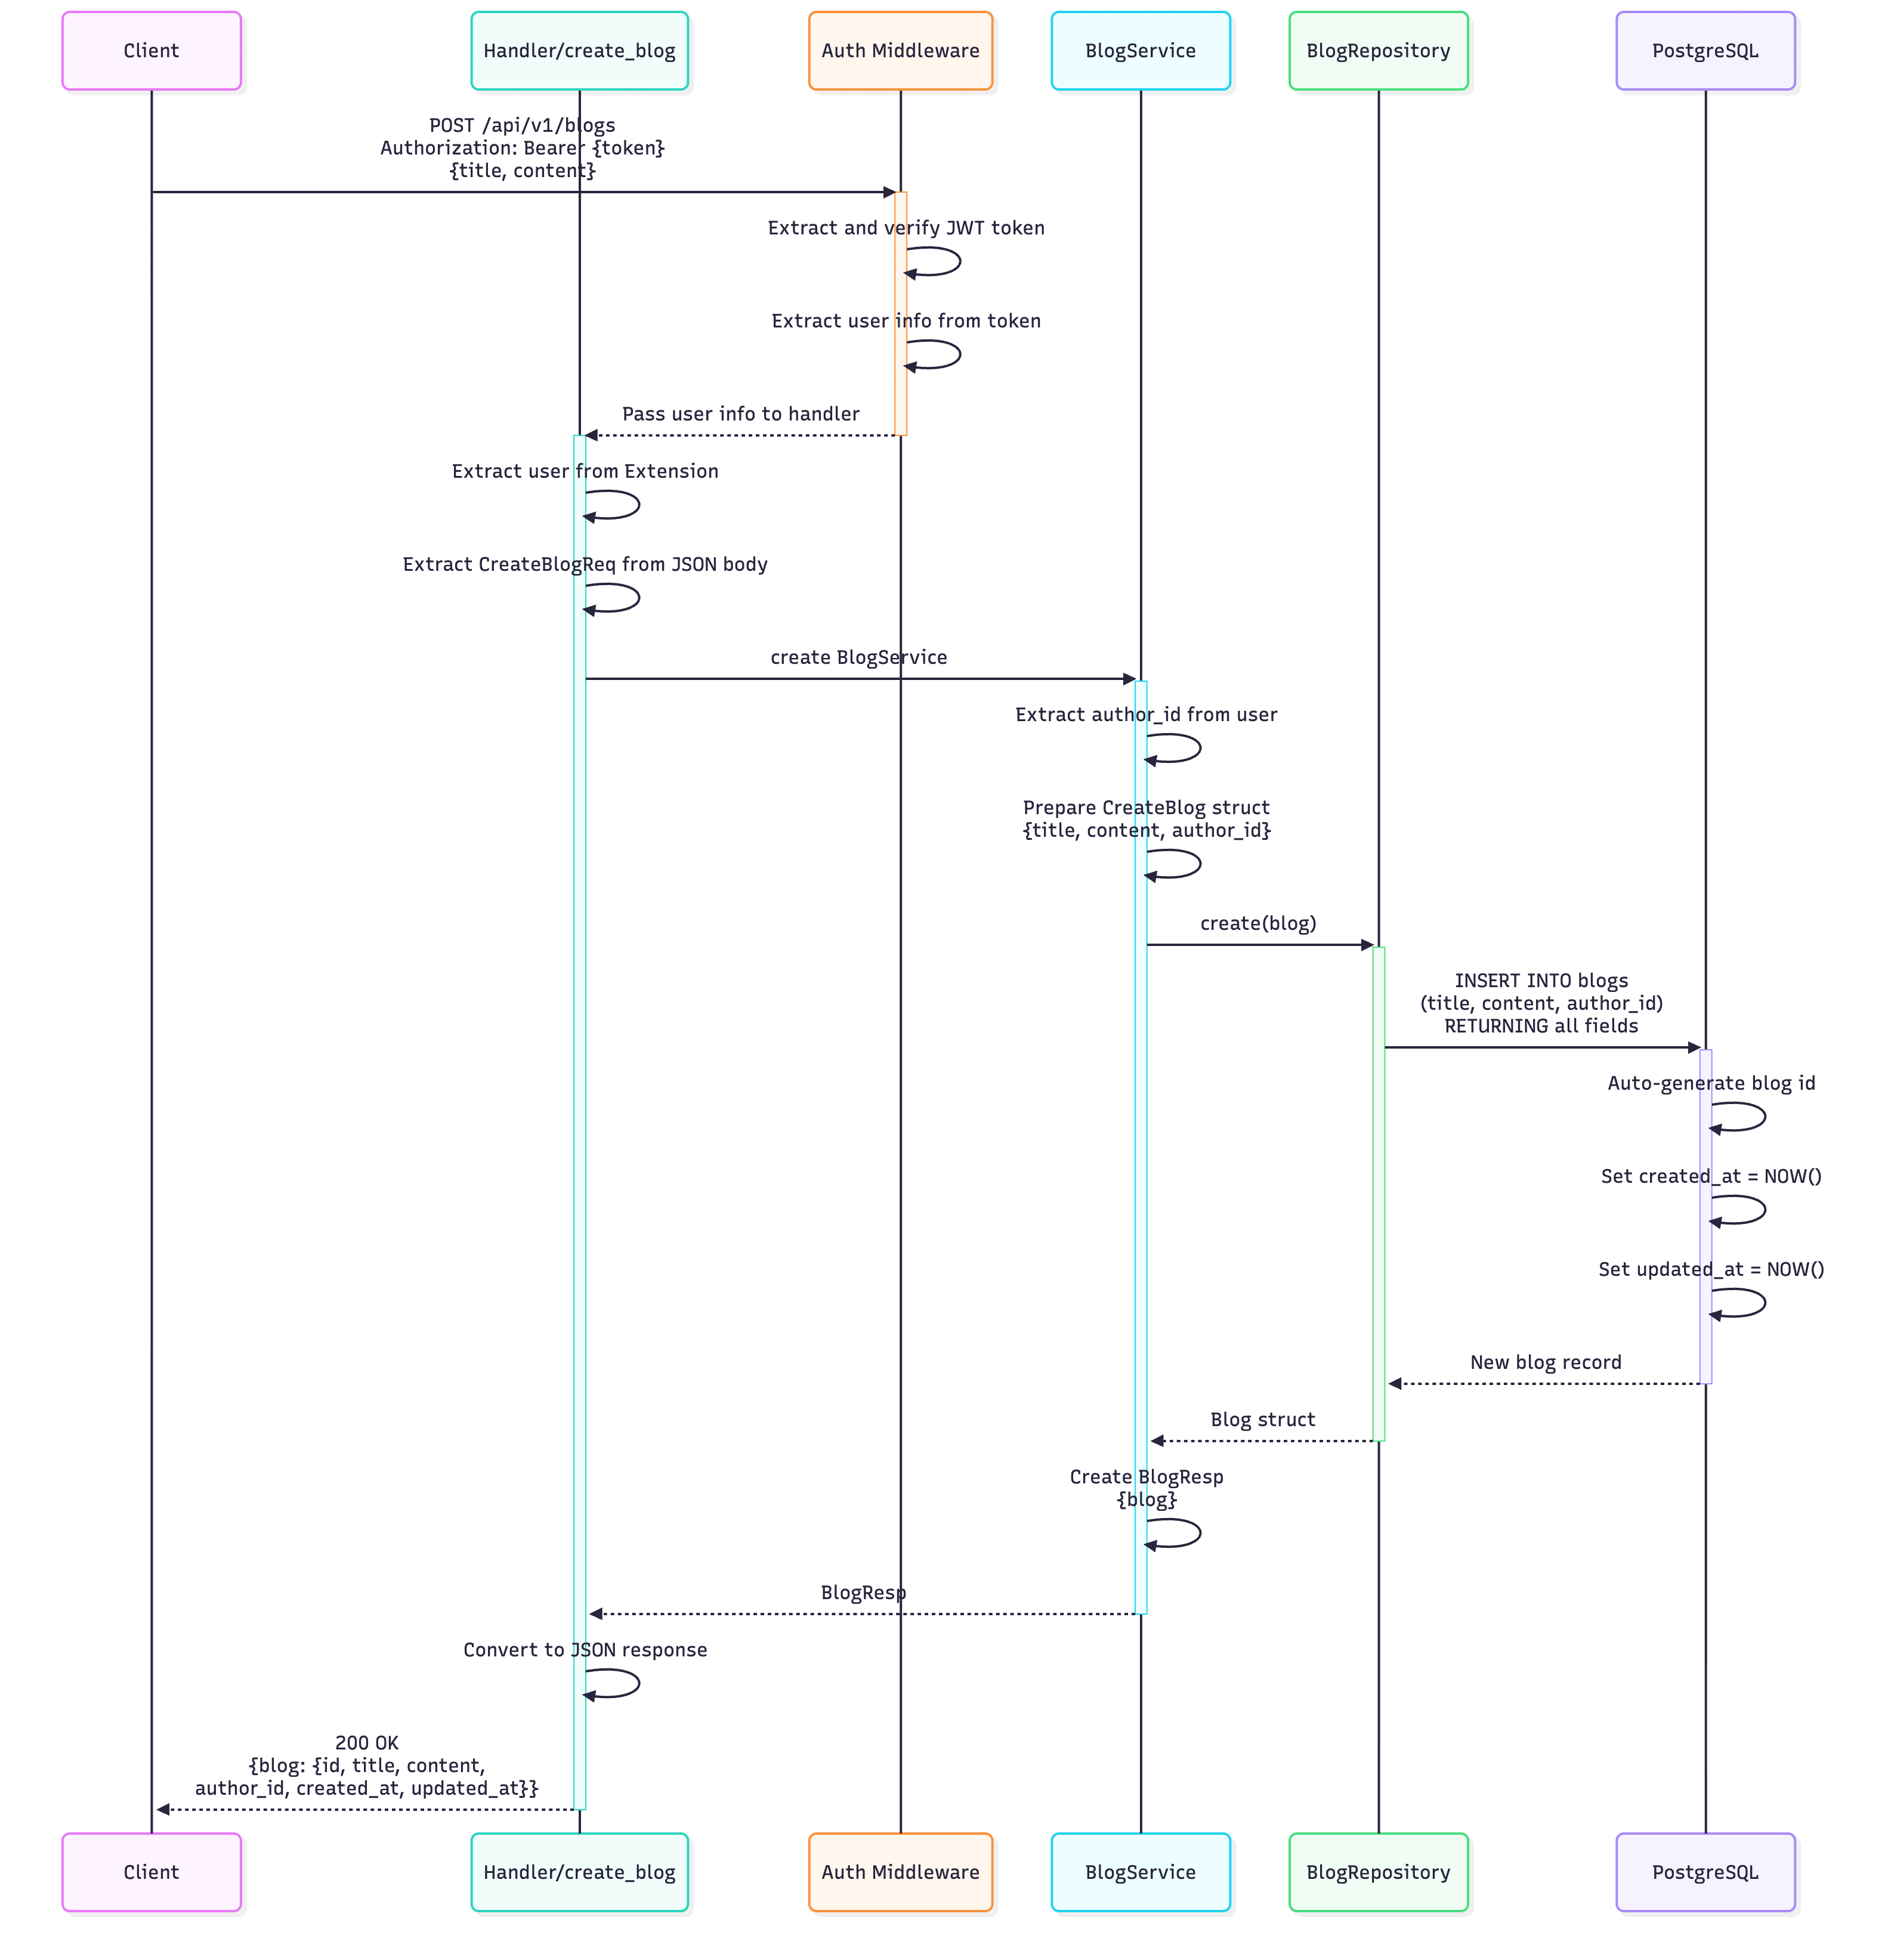 Client
Handler/create_blog
Auth Middleware
BlogService
BlogRepository
PostgreSQL
POST /api/v1/blogs
Authorization: Bearer {token}
{title, content}
Extract and verify JWT token
Extract user info from token
Pass user info to handler
Extract user from Extension
Extract CreateBlogReq from JSON body
create BlogService
Extract author_id from user
Prepare CreateBlog struct
{title, content, author_id}
create(blog)
INSERT INTO blogs
(title, content, author_id)
RETURNING all fields
Auto-generate blog id
Set created_at = NOW()
Set updated_at = NOW()
New blog record
Blog struct
Create BlogResp
{blog}
BlogResp
Convert to JSON response
200 OK
{blog: {id, title, content,
author_id, created_at, updated_at}}
Client
Handler/create_blog
Auth Middleware
BlogService
BlogRepository
PostgreSQL